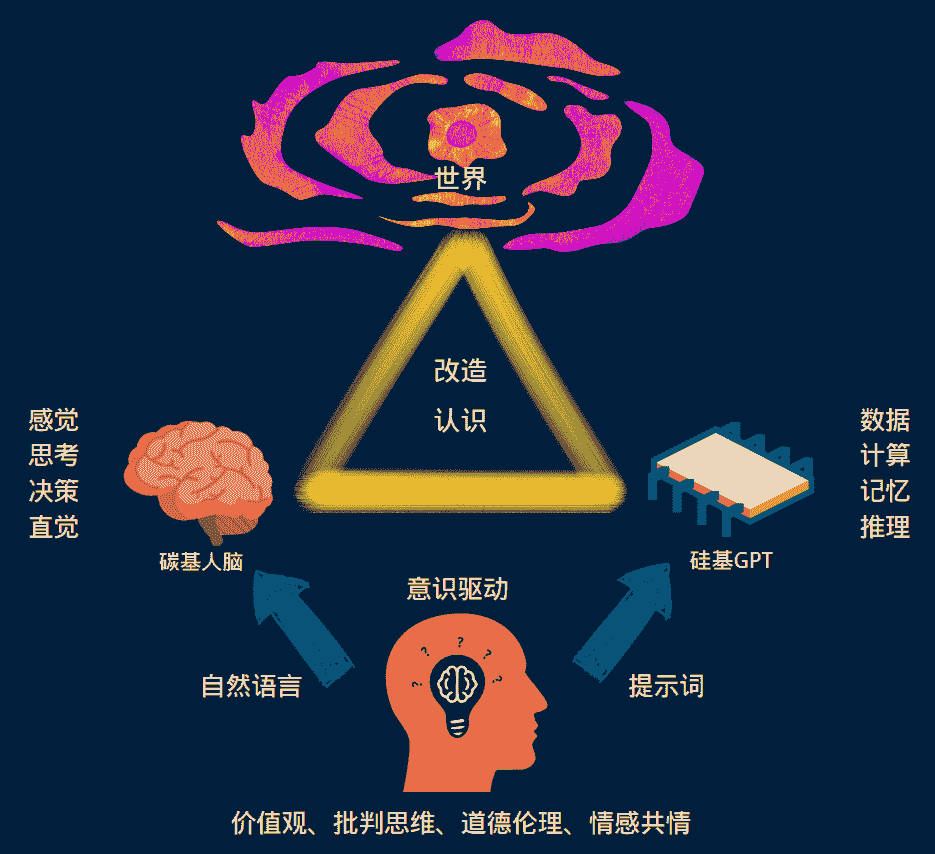 世界
改造
认识
感觉
思考
决策
直觉
碳基人脑
数据
计算
记忆
推理
硅基GPT
意识驱动
自然语言
提示词
? ? ? ? ?
价值观、批判思维、道德伦理、情感共情